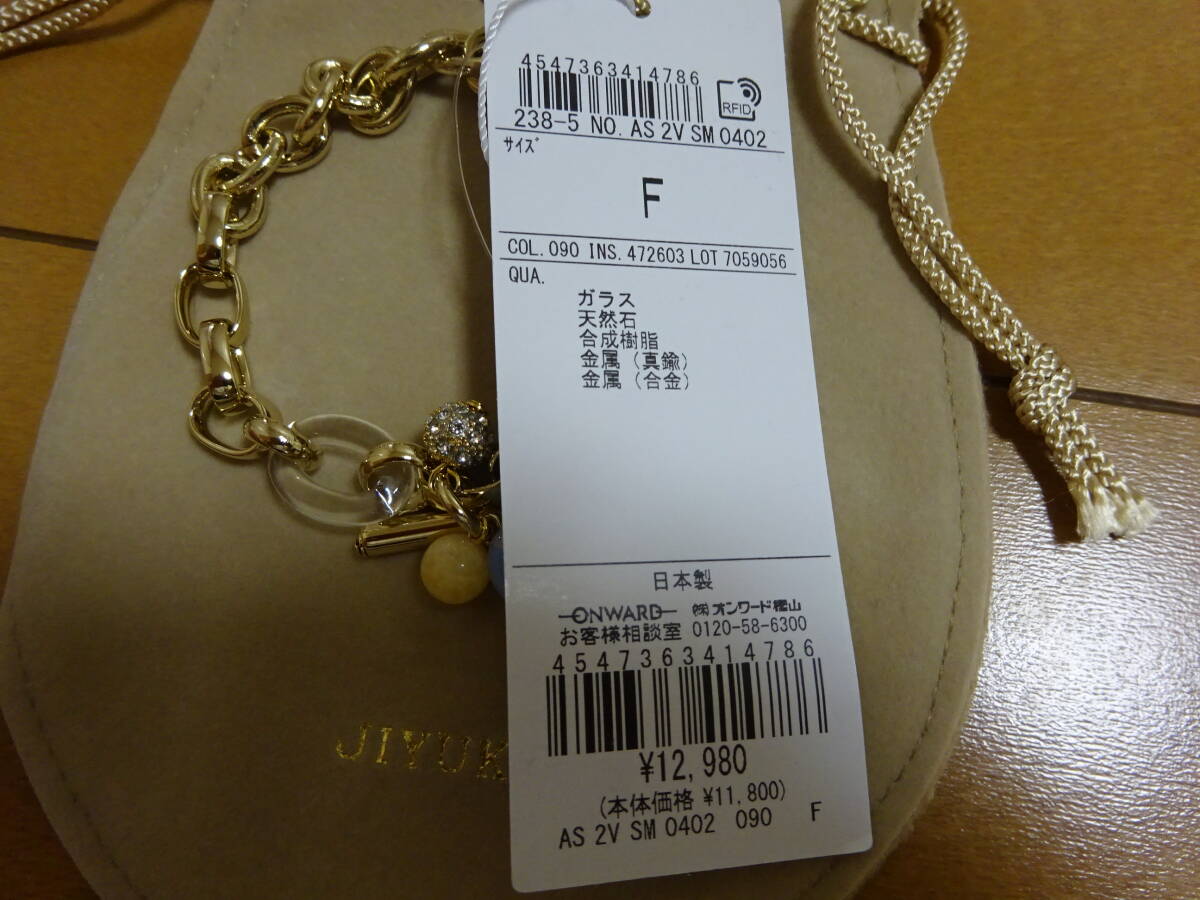 4547363414786
RFID
238-5 NO. AS 2V SM 0402
サイズ
F
COL. 090 INS. 472603 LOT 7059056
QUA.
ガラス
天然石
合成樹脂
金属（真鍮）
金属（合金）
日本製
ONWARD ㈱オンワード樫山
お客様相談室 0120-58-6300
4547363414786
¥12,980
(本体価格 ¥11,800)
AS 2V SM 0402 090 F
JIYUK